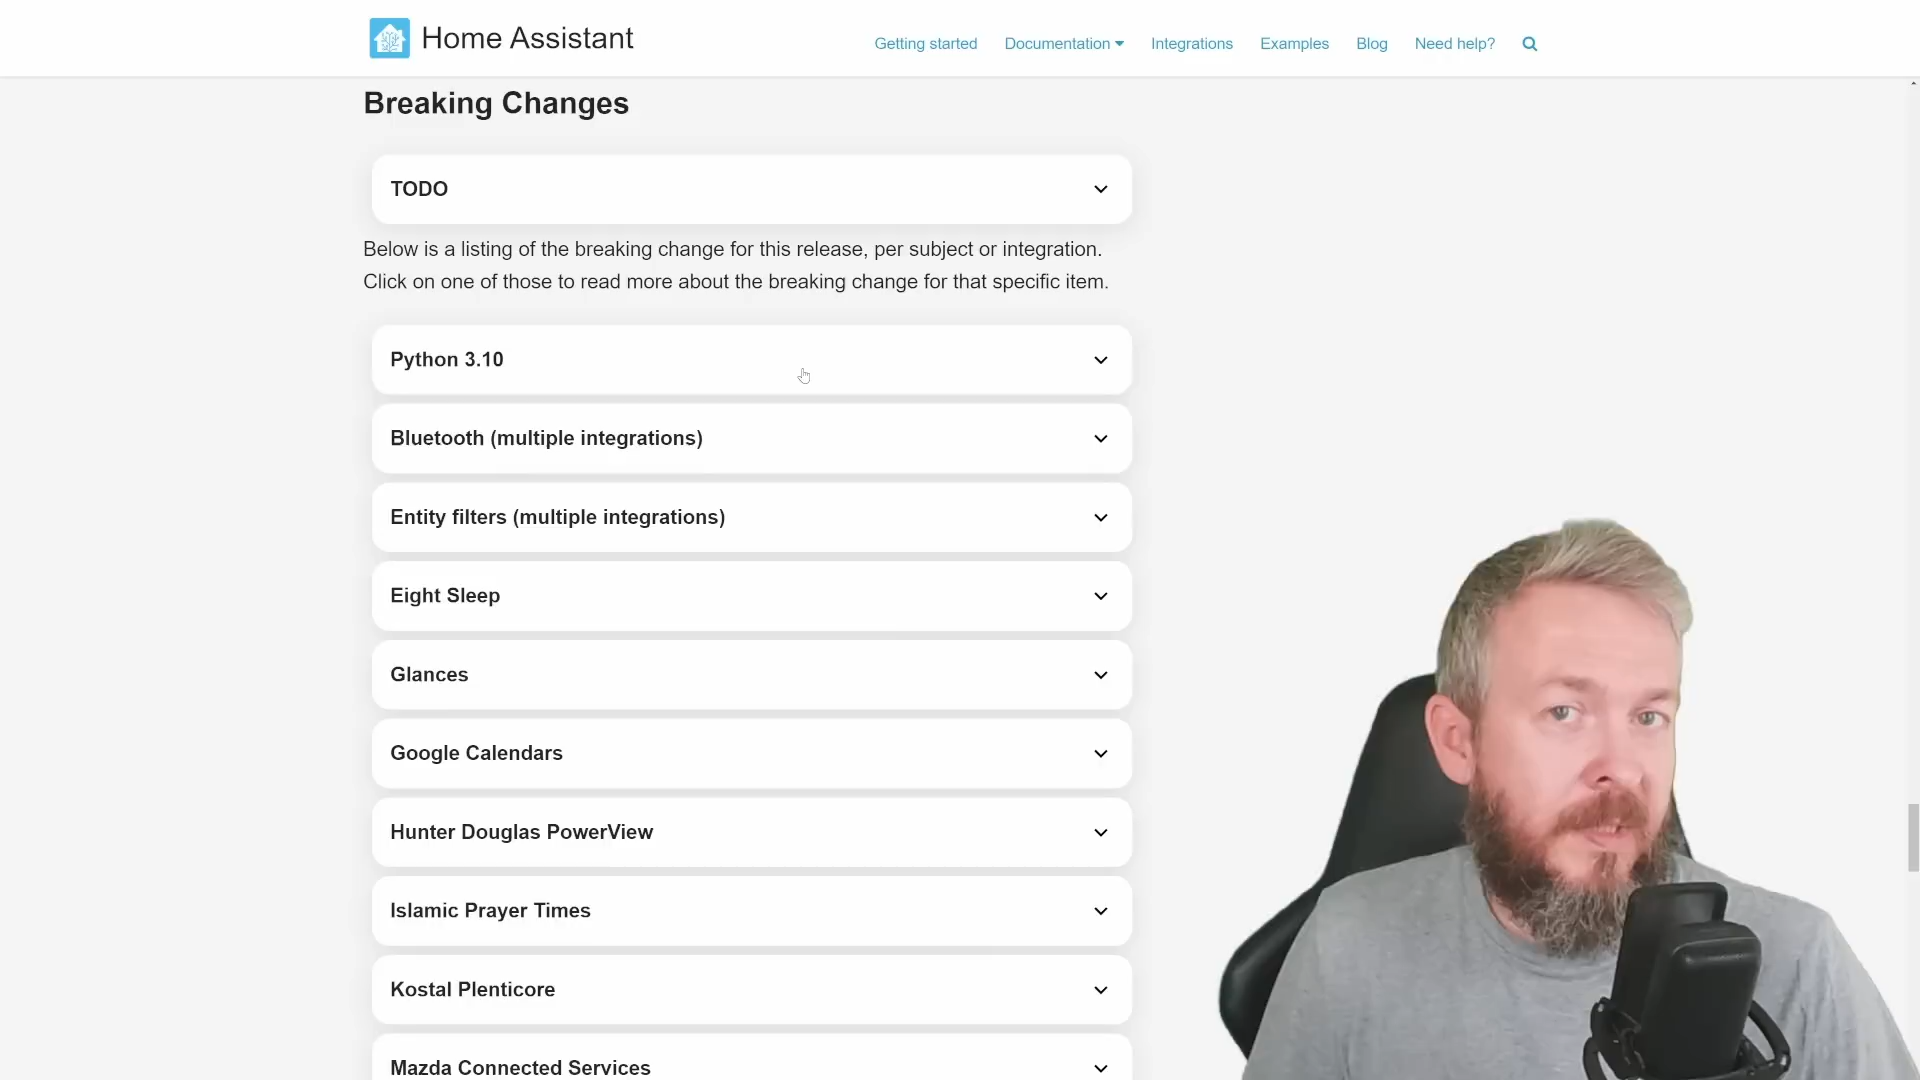 Home Assistant
Getting started Documentation Integrations Examples Blog Need help?
Breaking Changes
TODO
Below is a listing of the breaking change for this release, per subject or integration.
Click on one of those to read more about the breaking change for that specific item.
Python 3.10
Bluetooth (multiple integrations)
Entity filters (multiple integrations)
Eight Sleep
Glances
Google Calendars
Hunter Douglas PowerView
Islamic Prayer Times
Kostal Plenticore
Mazda Connected Services